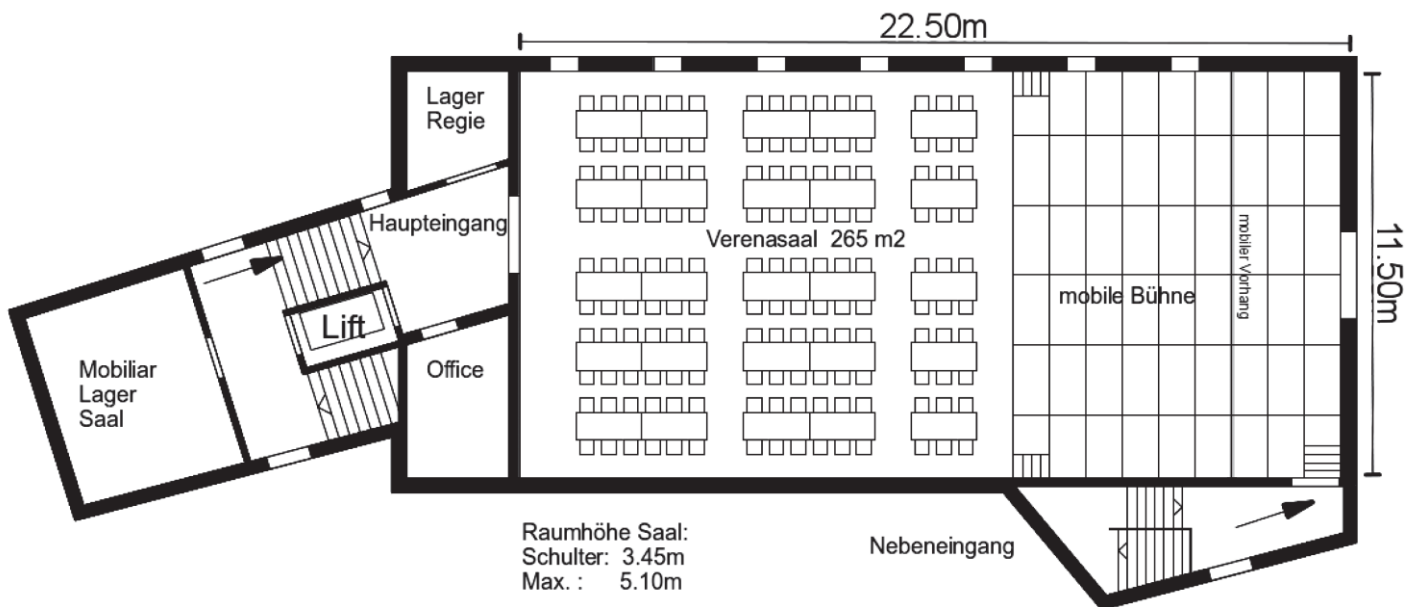 22.50m
Lager
Regie
Haupteingang
Verenasaal 265 m2
mobiler Vorhang
11.50m
mobile Bühne
Lift
Mobiliar
Lager
Saal
Office
Raumhöhe Saal:
Schulter: 3.45m
Max. : 5.10m
Nebeneingang